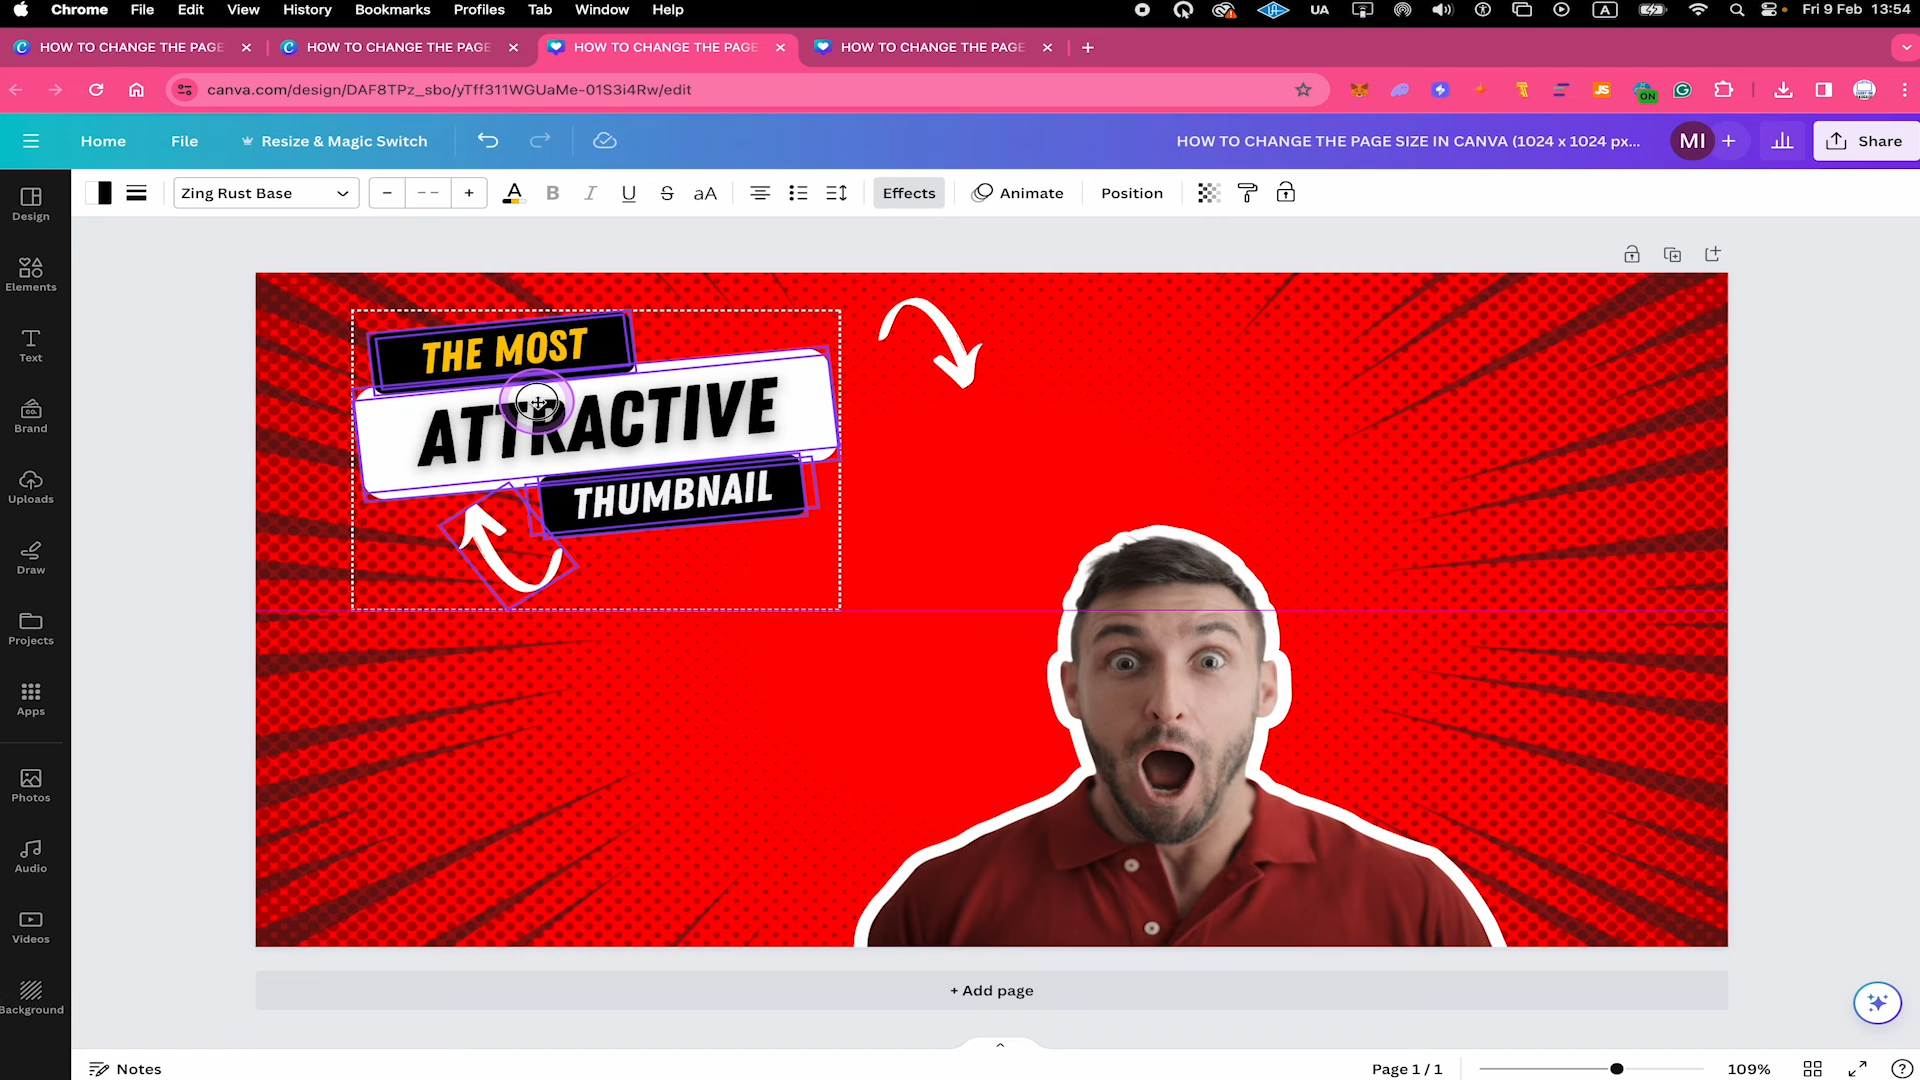 Chrome File Edit View History Bookmarks Profiles Tab Window Help UA A Fri 9 Feb 13:54
HOW TO CHANGE THE PAGE HOW TO CHANGE THE PAGE HOW TO CHANGE THE PAGE HOW TO CHANGE THE PAGE
canva.com/design/DAF8TPz_sbo/yTff311WGUaMe-01S3i4Rw/edit JS ON
Home File Resize & Magic Switch HOW TO CHANGE THE PAGE SIZE IN CANVA (1024 x 1024 px... MI + Share
Zing Rust Base – -- + A B I U S aA Effects Animate Position
Design
Elements
Text
Brand
Uploads
Draw
Projects
Apps
Photos
Audio
Videos
Background
THE MOST
ATTRACTIVE
THUMBNAIL
+ Add page
Notes Page 1 / 1 109%